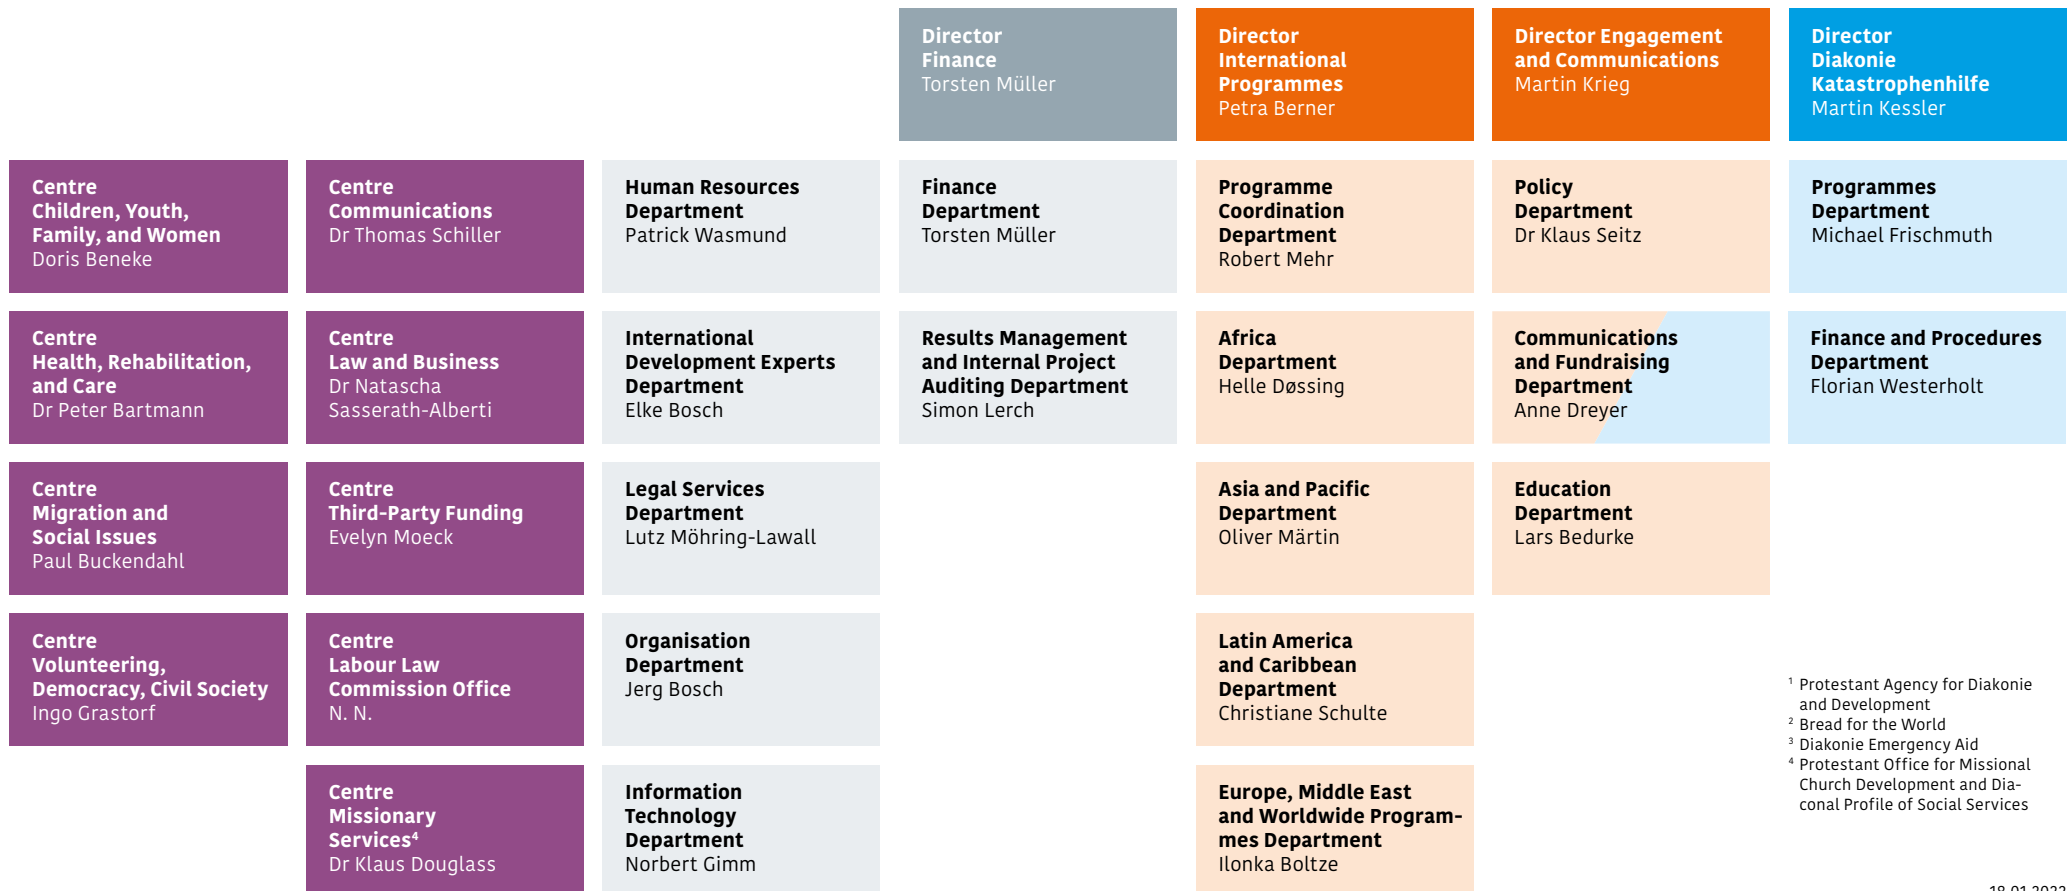 Director
Finance
Torsten Müller
Director
International
Programmes
Petra Berner
Director Engagement
and Communications
Martin Krieg
Director
Diakonie
Katastrophenhilfe
Martin Kessler
Centre
Children, Youth,
Family, and Women
Doris Beneke
Centre
Communications
Dr Thomas Schiller
Human Resources
Department
Patrick Wasmund
Finance
Department
Torsten Müller
Programme
Coordination
Department
Robert Mehr
Policy
Department
Dr Klaus Seitz
Programmes
Department
Michael Frischmuth
Centre
Health, Rehabilitation,
and Care
Dr Peter Bartmann
Centre
Law and Business
Dr Natascha
Sasserath-Alberti
International
Development Experts
Department
Elke Bosch
Results Management
and Internal Project
Auditing Department
Simon Lerch
Africa
Department
Helle Døssing
Communications
and Fundraising
Department
Anne Dreyer
Finance and Procedures
Department
Florian Westerholt
Centre
Migration and
Social Issues
Paul Buckendahl
Centre
Third-Party Funding
Evelyn Moeck
Legal Services
Department
Lutz Möhring-Lawall
Asia and Pacific
Department
Oliver Märtin
Education
Department
Lars Bedurke
Centre
Volunteering,
Democracy, Civil Society
Ingo Grastorf
Centre
Labour Law
Commission Office
N. N.
Organisation
Department
Jerg Bosch
Latin America
and Caribbean
Department
Christiane Schulte
Centre
Missionary
Services⁴
Dr Klaus Douglass
Information
Technology
Department
Norbert Gimm
Europe, Middle East
and Worldwide Program-
mes Department
Ilonka Boltze
¹ Protestant Agency for Diakonie
and Development
² Bread for the World
³ Diakonie Emergency Aid
⁴ Protestant Office for Missional
Church Development and Dia-
conal Profile of Social Services